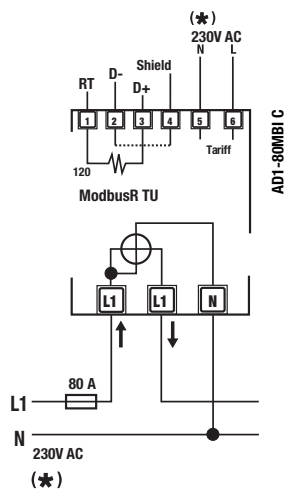 (*)
230V AC
N L
Shield
D-
RT D+
1 2 3 4 5 6
120
Tariff
ModbusR TU
AD1-80MBI C
L1 L1 N
80 A
L1
N
230V AC
(*)